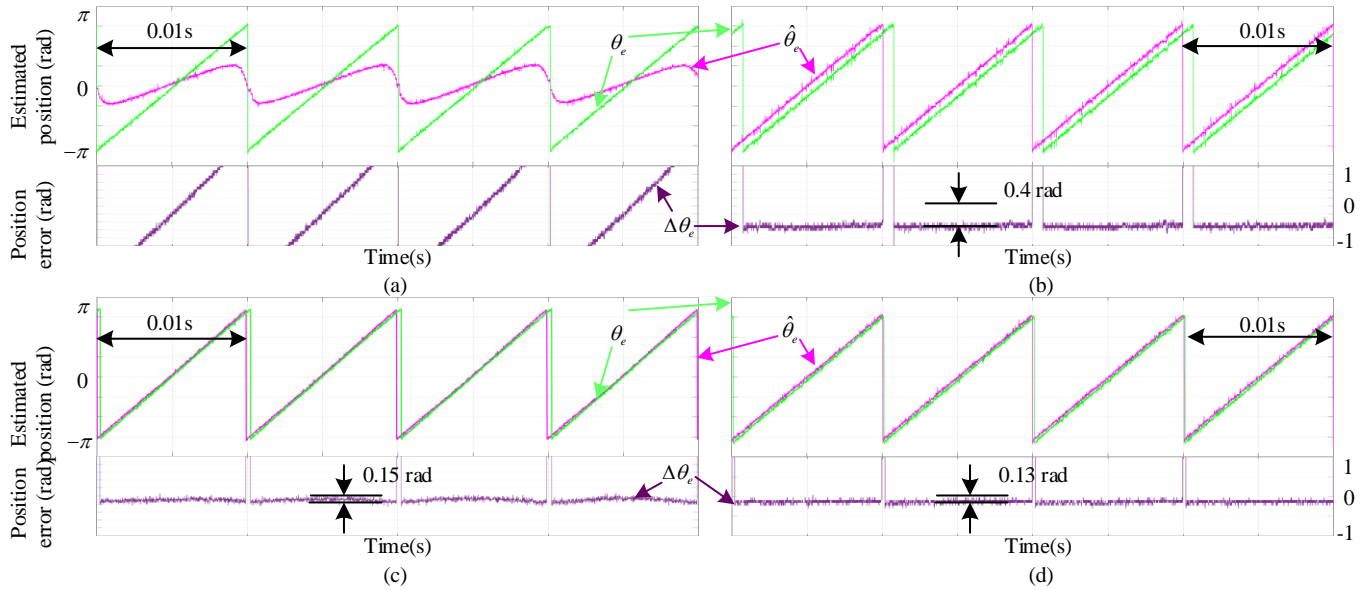 π
0.01s
θₑ
θ̂ₑ
0.01s
Estimated
position (rad)
0
−π
Position
error (rad)
Δθₑ
0.4 rad
1
0
-1
Time(s)
Time(s)
(a)
(b)
π
0.01s
θₑ
θ̂ₑ
0.01s
Estimated
position (rad)
0
−π
Position
error (rad)
0.15 rad
Δθₑ
0.13 rad
1
0
-1
Time(s)
Time(s)
(c)
(d)